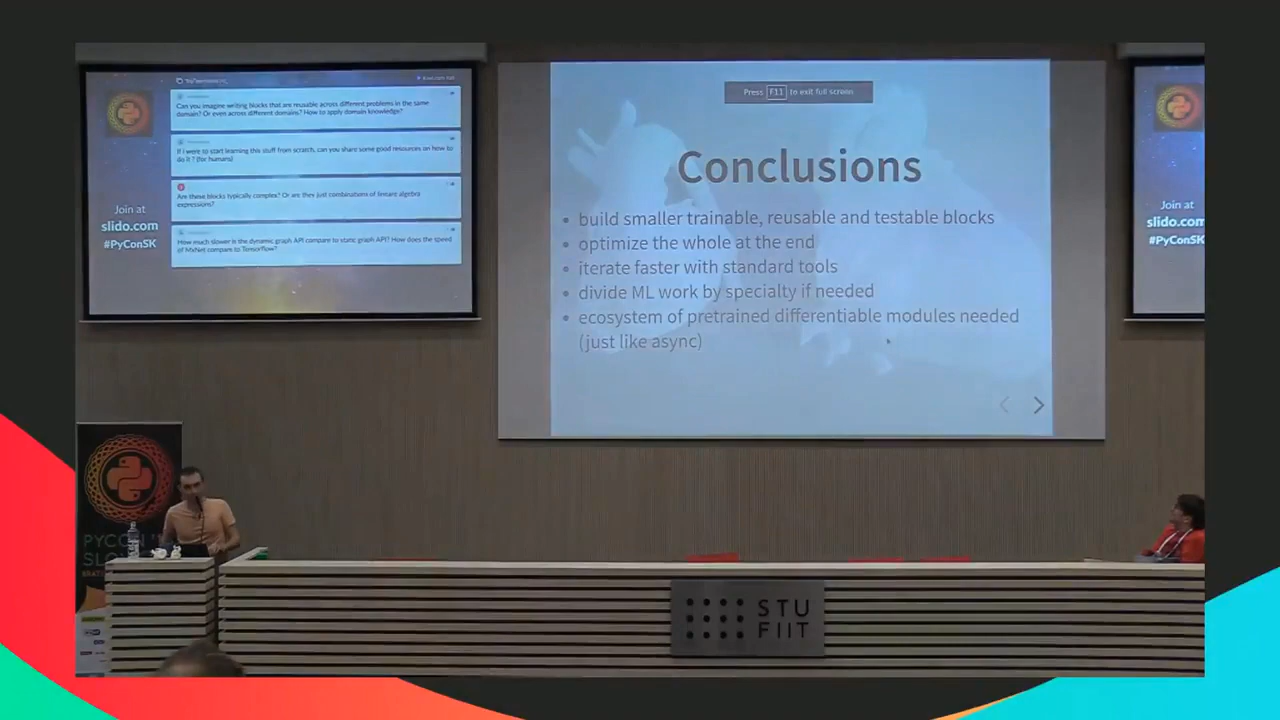 Can you imagine writing blocks that are reusable across different problems in the same
domain? Or even across different domains? How to apply domain knowledge?
If I were to start learning this stuff from scratch, can you share some good resources on how to
do it ? (for humans)
Are these blocks typically complex? Or are they just combinations of linear algebra
expressions?
How much slower is the dynamic graph API compare to static graph API? How does the speed
of MxNet compare to Tensorflow?
Join at
slido.com
#PyConSK
Press F11 to exit full screen
Conclusions
• build smaller trainable, reusable and testable blocks
• optimize the whole at the end
• iterate faster with standard tools
• divide ML work by specialty if needed
• ecosystem of pretrained differentiable modules needed
(just like async)
Join at
slido.com
#PyConSK
PYCON
SLO
STU
FIIT